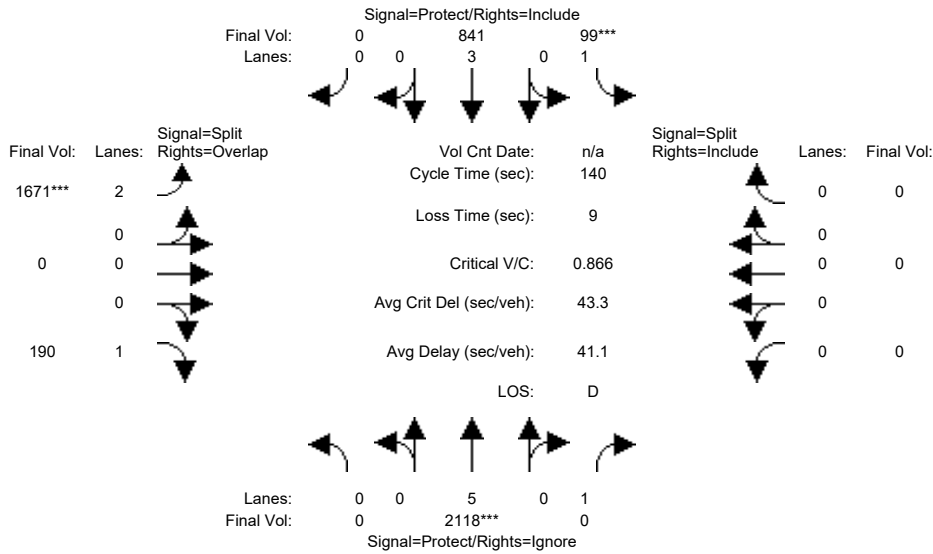 Signal=Protect/Rights=Include
Final Vol: 0 841 99***
Lanes: 0 0 3 0 1
Signal=Split Signal=Split
Final Vol: Lanes: Rights=Overlap Vol Cnt Date: n/a Rights=Include Lanes: Final Vol:
Cycle Time (sec): 140
1671*** 2 0 0
Loss Time (sec): 9
0 0
0 0 Critical V/C: 0.866 0 0
0 Avg Crit Del (sec/veh): 43.3 0
190 1 Avg Delay (sec/veh): 41.1 0 0
LOS: D
Lanes: 0 0 5 0 1
Final Vol: 0 2118*** 0
Signal=Protect/Rights=Ignore